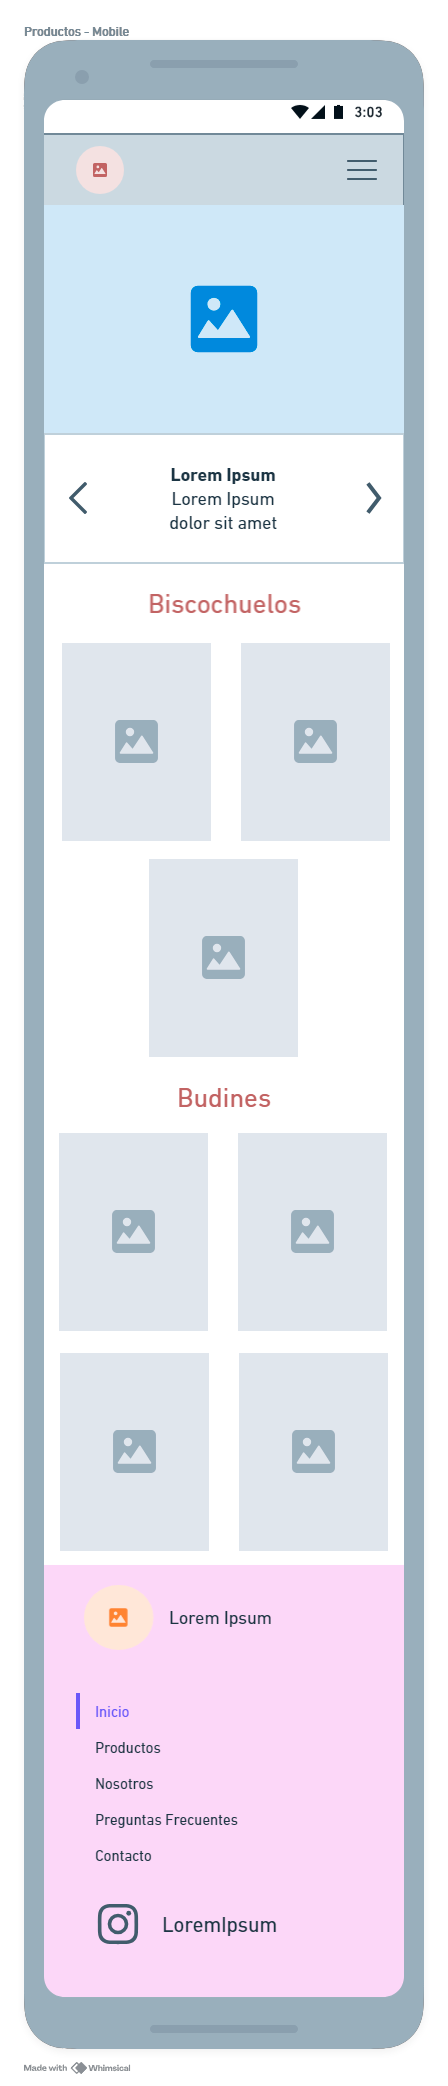 Productos - Mobile
3:03
Lorem Ipsum
Lorem Ipsum
dolor sit amet
Biscochuelos
Budines
Lorem Ipsum
Inicio
Productos
Nosotros
Preguntas Frecuentes
Contacto
LoremIpsum
Made with Whimsical